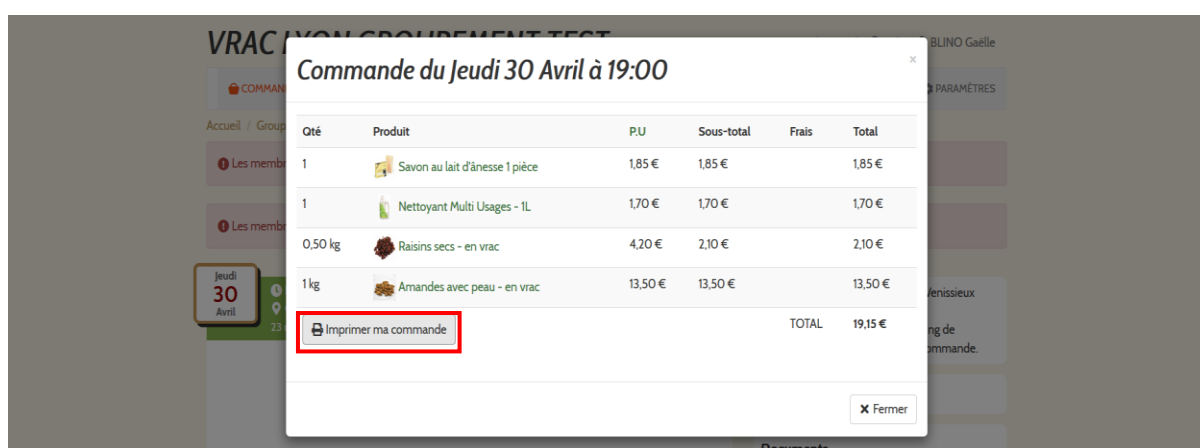 VRAC LYON GROUPEMENT TEST
BLINO Gaëlle
COMMAN
PARAMÈTRES
Accueil / Group
Les membr
Les membr
Jeudi
30
Avril
23
Commande du Jeudi 30 Avril à 19:00
×
Qté Produit P.U Sous-total Frais Total
1 Savon au lait d'ânesse 1 pièce 1,85 € 1,85 € 1,85 €
1 Nettoyant Multi Usages - 1L 1,70 € 1,70 € 1,70 €
0,50 kg Raisins secs - en vrac 4,20 € 2,10 € 2,10 €
1 kg Amandes avec peau - en vrac 13,50 € 13,50 € 13,50 €
Imprimer ma commande TOTAL 19,15 €
Fermer
Venissieux
ng de
ommande.